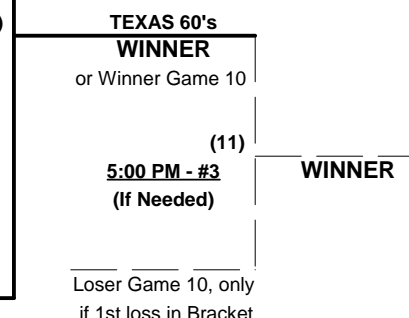 )
TEXAS 60's
WINNER
or Winner Game 10
(11)
5:00 PM - #3
WINNER
(If Needed)
Loser Game 10, only
if 1st loss in Bracket